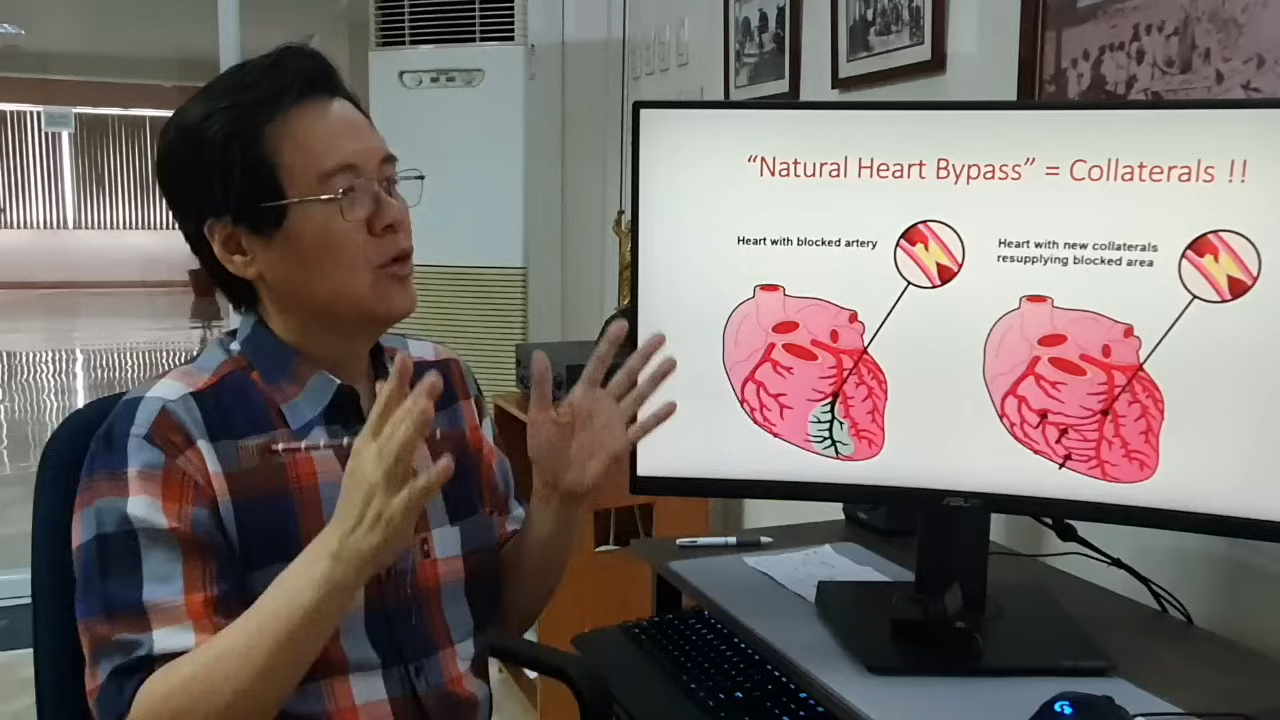 “Natural Heart Bypass” = Collaterals !!
Heart with blocked artery
Heart with new collaterals
resupplying blocked area
ASUS